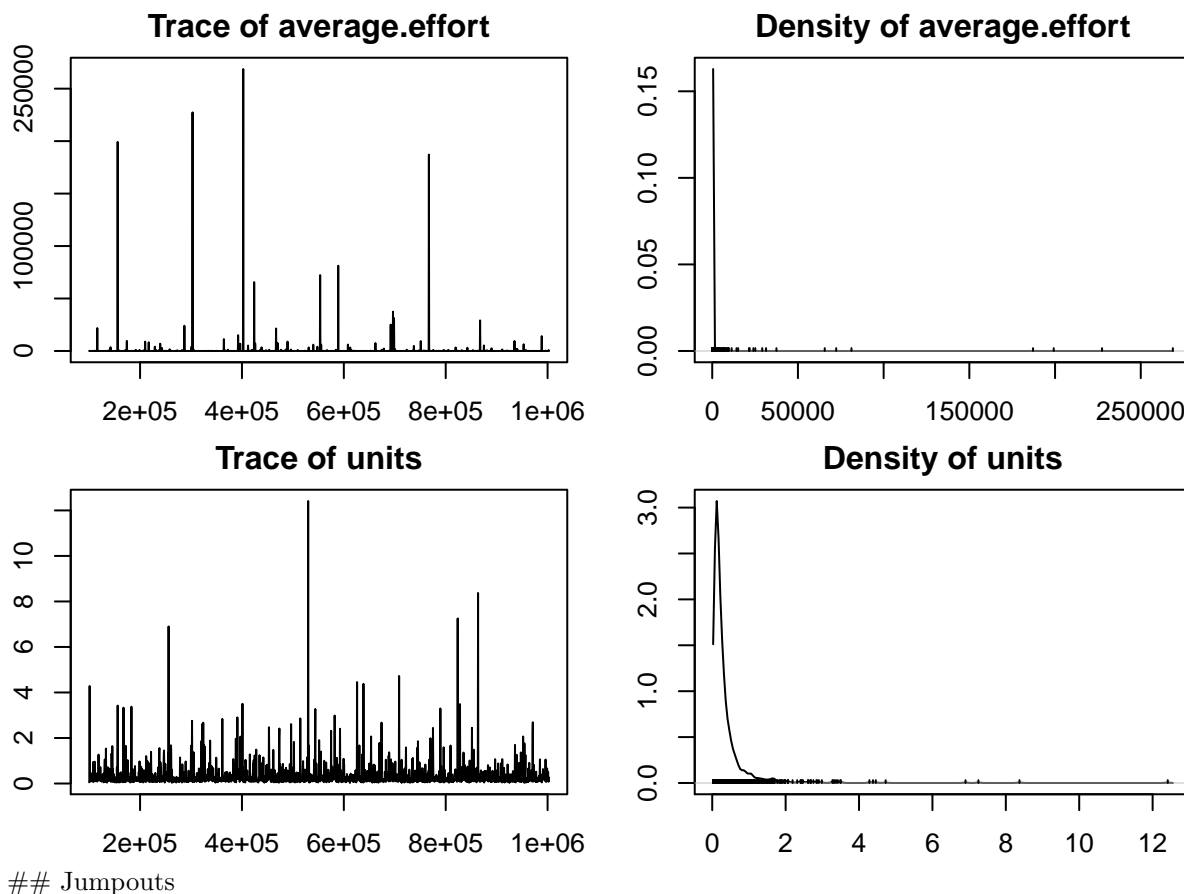 Trace of average.effort
250000
100000
0
2e+05 4e+05 6e+05 8e+05 1e+06
Density of average.effort
0.15
0.10
0.05
0.00
0 50000 150000 250000
Trace of units
10
8
6
4
2
0
2e+05 4e+05 6e+05 8e+05 1e+06
Density of units
3.0
2.0
1.0
0.0
0 2 4 6 8 10 12
## Jumpouts